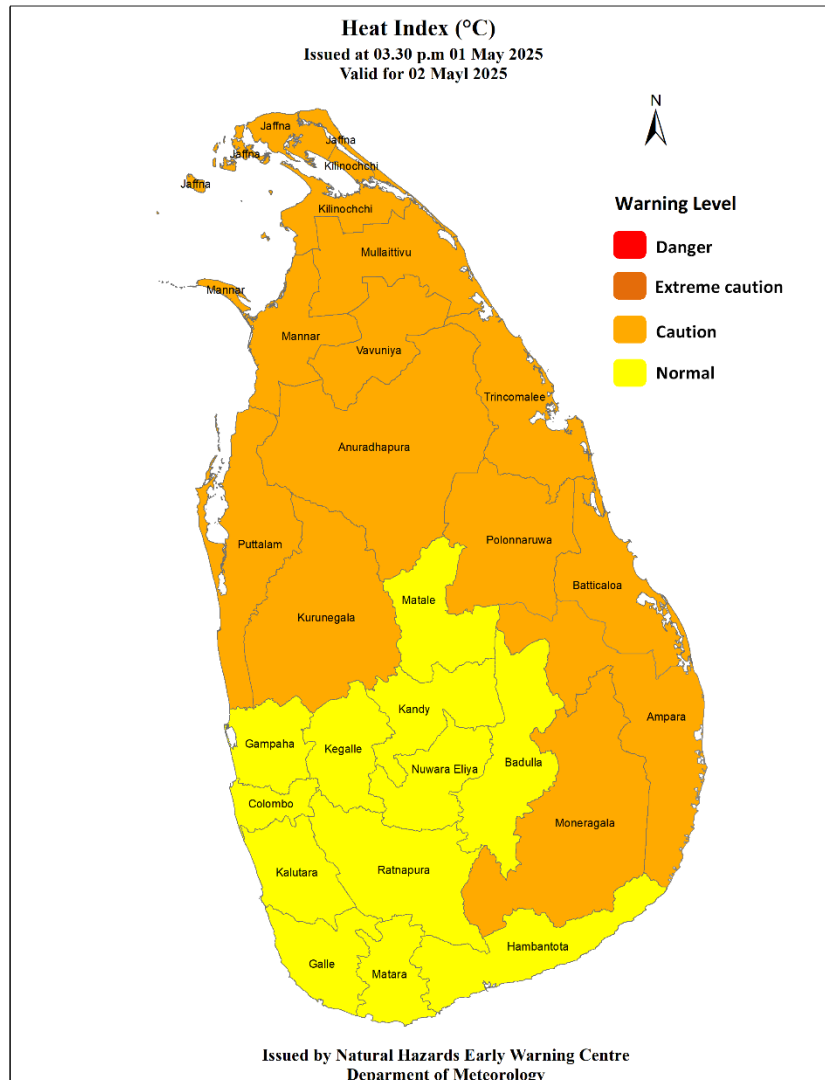 Heat Index (°C)
Issued at 03.30 p.m 01 May 2025
Valid for 02 Mayl 2025
N
Jaffna
Jaffna
Jaffna
Kilinochchi
Jaffna
Kilinochchi
Mullaittivu
Mannar
Mannar
Vavuniya
Trincomalee
Anuradhapura
Puttalam
Polonnaruwa
Batticaloa
Matale
Kurunegala
Kandy
Ampara
Gampaha
Kegalle
Nuwara Eliya
Badulla
Colombo
Moneragala
Kalutara
Ratnapura
Hambantota
Galle
Matara
Warning Level
Danger
Extreme caution
Caution
Normal
Issued by Natural Hazards Early Warning Centre
Deparment of Meteorology